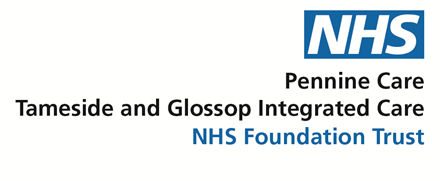 NHS
Pennine Care
Tameside and Glossop Integrated Care
NHS Foundation Trust